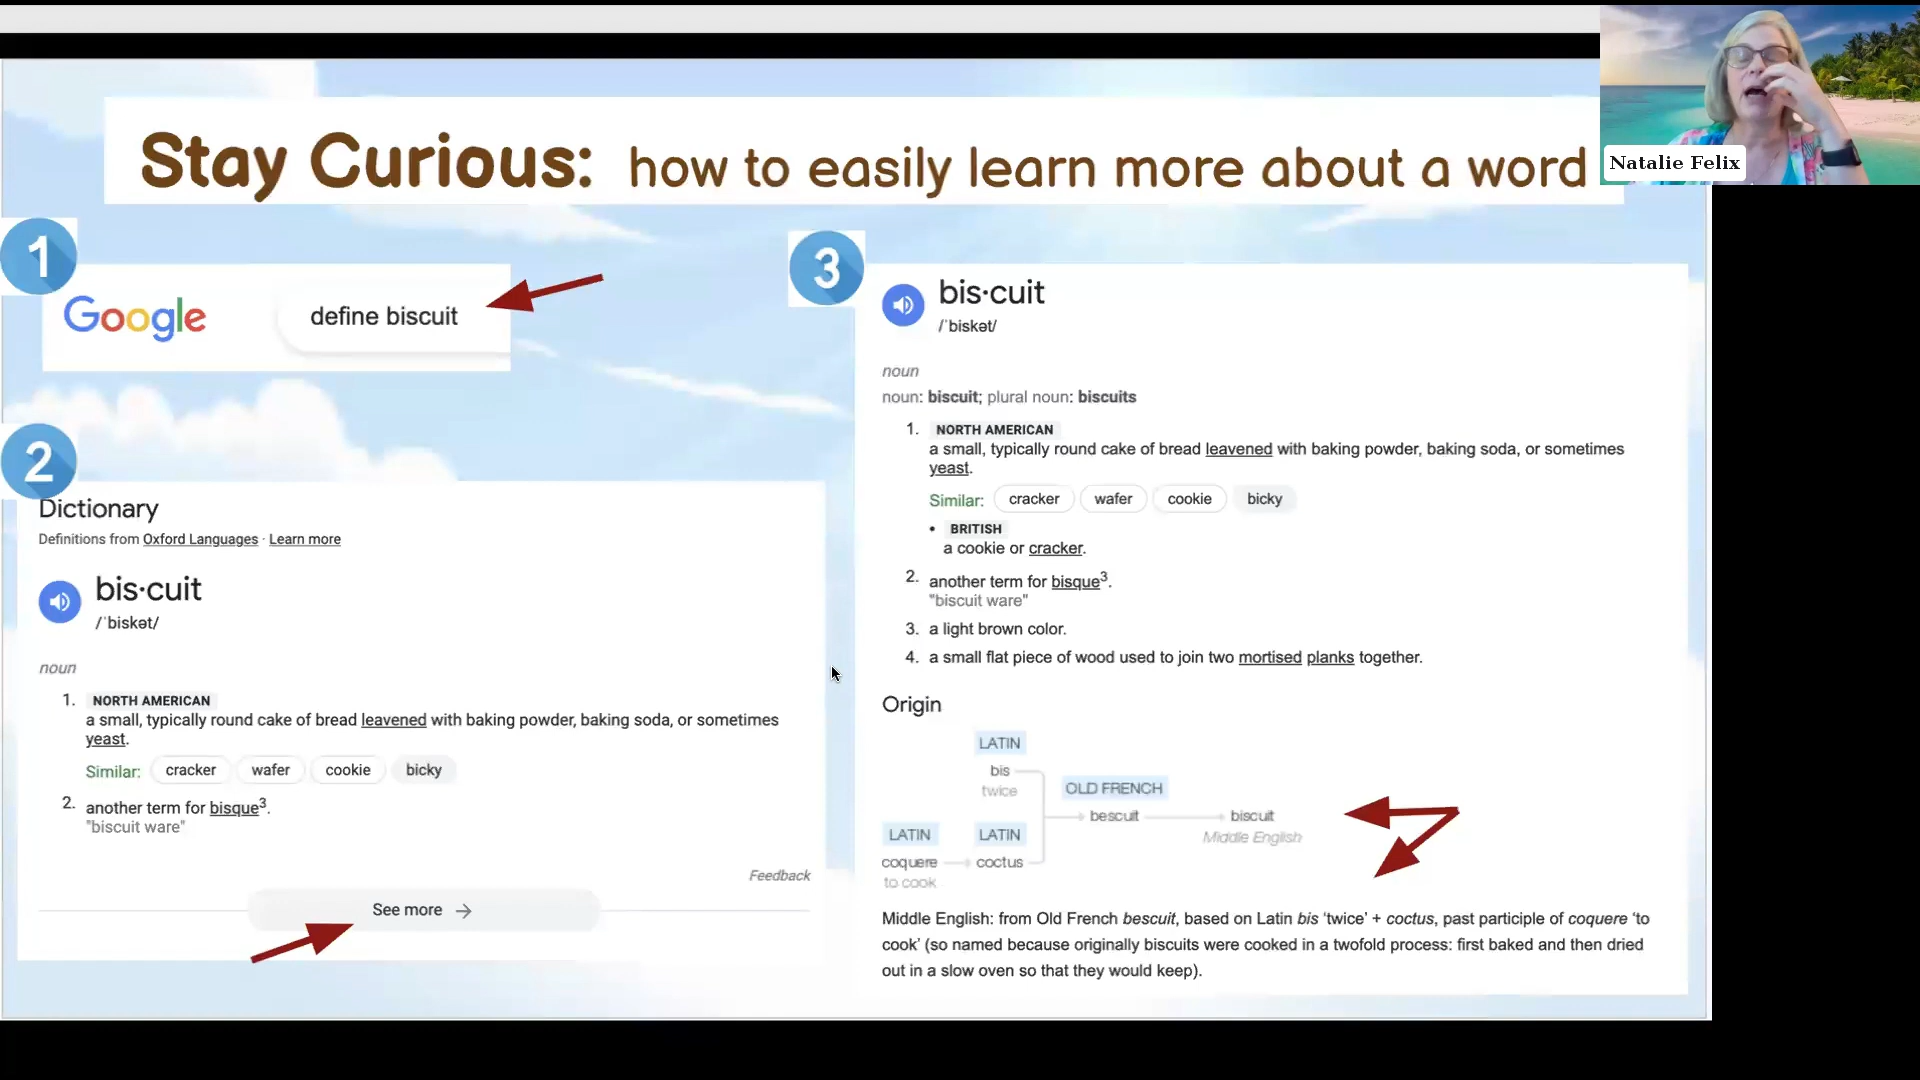 Stay Curious: how to easily learn more about a word
Natalie Felix
1
Google
define biscuit
2
Dictionary
Definitions from Oxford Languages · Learn more
bis·cuit
/ˈbiskət/
noun
1. NORTH AMERICAN
a small, typically round cake of bread leavened with baking powder, baking soda, or sometimes
yeast.
Similar: cracker wafer cookie bicky
2. another term for bisque³.
"biscuit ware"
Feedback
See more →
3
bis·cuit
/ˈbiskət/
noun
noun: biscuit; plural noun: biscuits
1. NORTH AMERICAN
a small, typically round cake of bread leavened with baking powder, baking soda, or sometimes
yeast.
Similar: cracker wafer cookie bicky
• BRITISH
a cookie or cracker.
2. another term for bisque³.
"biscuit ware"
3. a light brown color.
4. a small flat piece of wood used to join two mortised planks together.
Origin
LATIN
bis
twice
OLD FRENCH
bescuit
biscuit
Middle English
LATIN LATIN
coquere coctus
to cook
Middle English: from Old French bescuit, based on Latin bis ‘twice’ + coctus, past participle of coquere ‘to
cook’ (so named because originally biscuits were cooked in a twofold process: first baked and then dried
out in a slow oven so that they would keep).